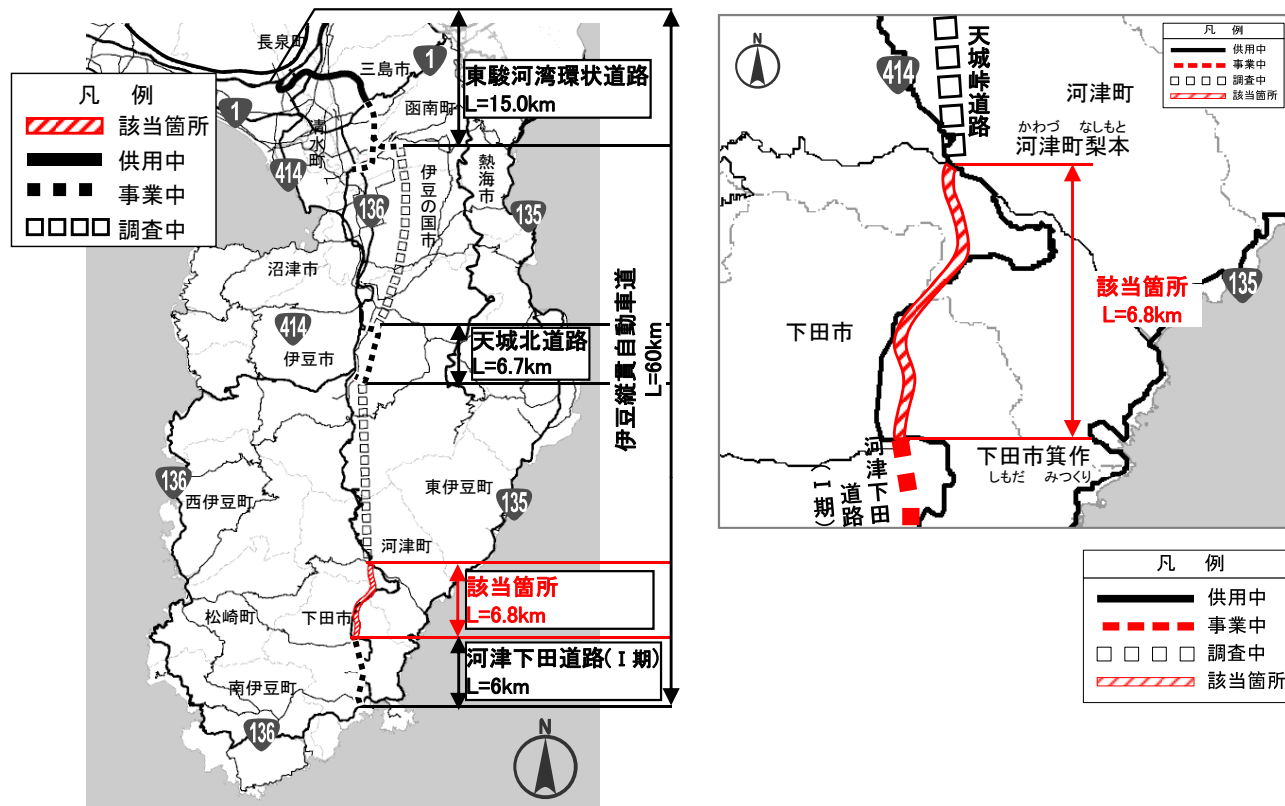 長泉町
三島市
1
函南町
清水町
1
414
136
伊豆の国市
熱海市
135
沼津市
414
伊豆市
136
西伊豆町
東伊豆町
135
河津町
松崎町
下田市
南伊豆町
136
凡 例
該当箇所
供用中
事業中
調査中
東駿河湾環状道路
L=15.0km
天城北道路
L=6.7km
伊豆縦貫自動車道
L=60km
該当箇所
L=6.8km
河津下田道路(Ⅰ期)
L=6km
N
N
414
天城峠道路
凡 例
供用中
事業中
調査中
該当箇所
河津町
かわづ なしもと
河津町梨本
135
該当箇所
L=6.8km
下田市
下田市箕作
しもだ みつくり
河津下田
道路
(Ⅰ期)
凡 例
供用中
事業中
調査中
該当箇所